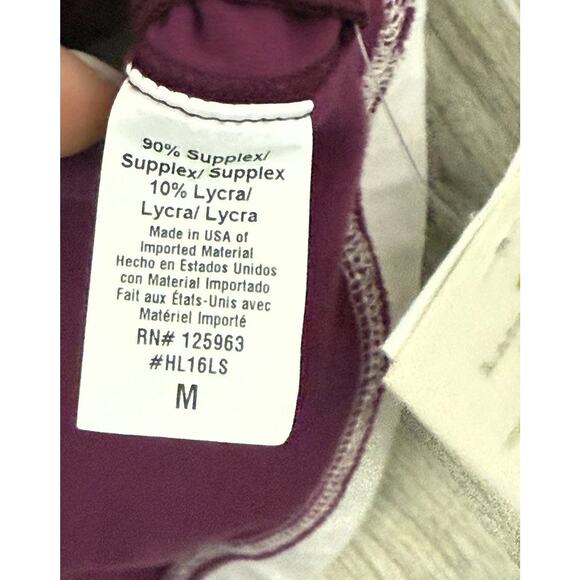 90% Supplex/
Supplex/ Supplex
10% Lycra/
Lycra/ Lycra
Made in USA of
Imported Material
Hecho en Estados Unidos
con Material Importado
Fait aux États-Unis avec
Matériel Importé
RN# 125963
#HL16LS
M